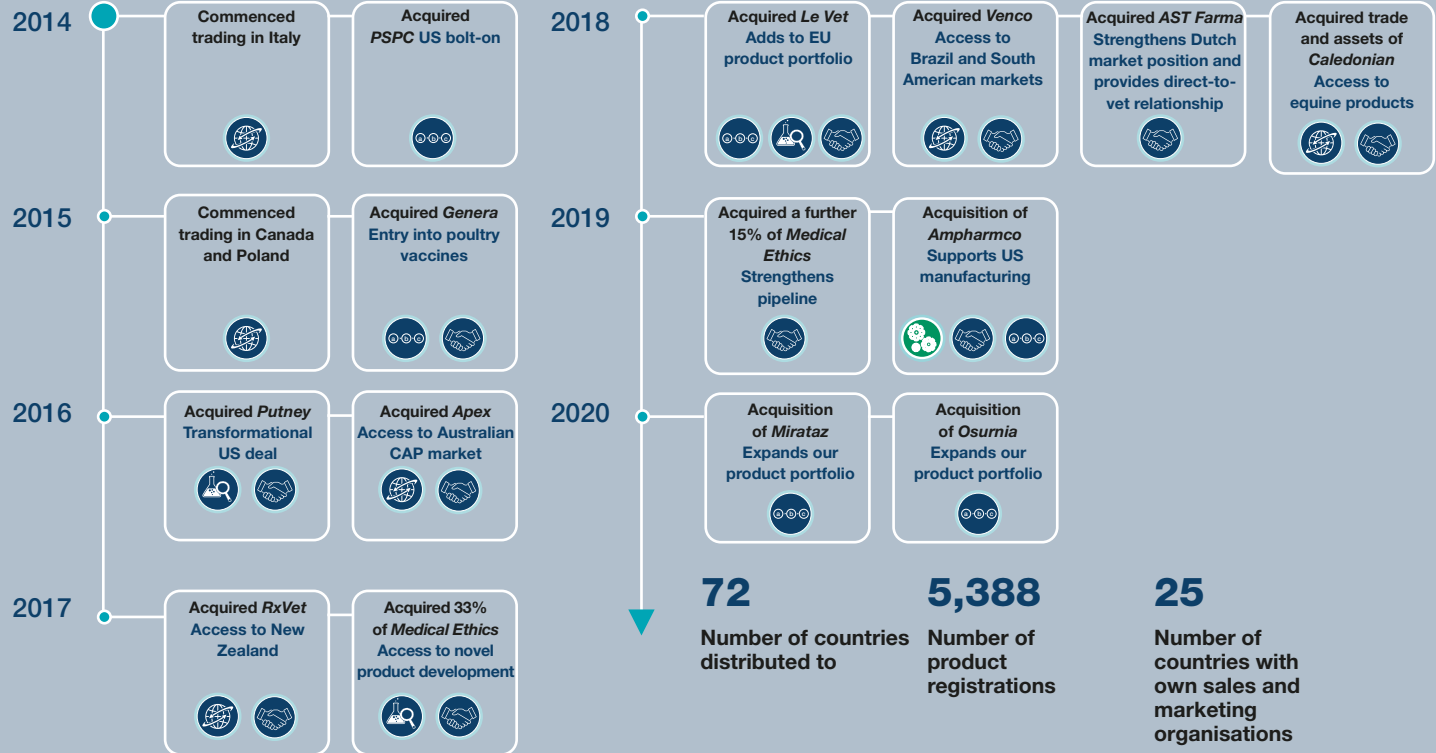 2014
Commenced
trading in Italy
Acquired
PSPC US bolt-on
2015
Commenced
trading in Canada
and Poland
Acquired Genera
Entry into poultry
vaccines
a b c
2016
Acquired Putney
Transformational
US deal
Acquired Apex
Access to Australian
CAP market
2017
Acquired RxVet
Access to New
Zealand
Acquired 33%
of Medical Ethics
Access to novel
product development
2018
Acquired Le Vet
Adds to EU
product portfolio
a b c
Acquired Venco
Access to
Brazil and South
American markets
Acquired AST Farma
Strengthens Dutch
market position and
provides direct-to-
vet relationship
Acquired trade
and assets of
Caledonian
Access to
equine products
2019
Acquired a further
15% of Medical
Ethics
Strengthens
pipeline
Acquisition of
Ampharmco
Supports US
manufacturing
a b c
2020
Acquisition
of Mirataz
Expands our
product portfolio
a b c
Acquisition
of Osurnia
Expands our
product portfolio
a b c
72
Number of countries
distributed to
5,388
Number of
product
registrations
25
Number of
countries with
own sales and
marketing
organisations